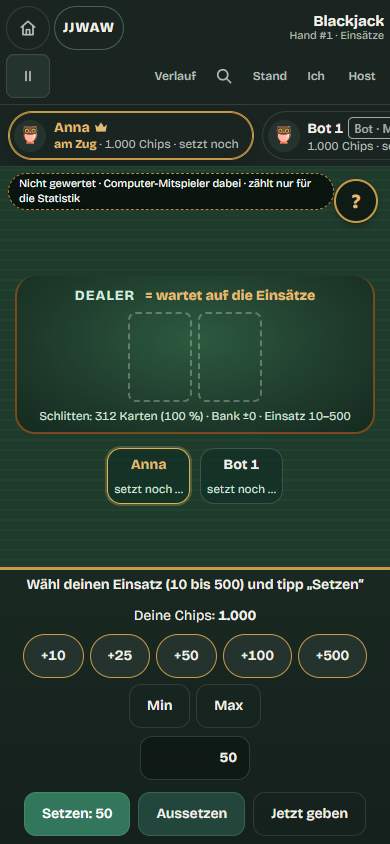 JJWAW
Blackjack
Hand #1 · Einsätze
Verlauf
Stand
Ich
Host
Anna
am Zug · 1.000 Chips · setzt noch
Bot 1
Bot · M
1.000 Chips · se
Nicht gewertet · Computer-Mitspieler dabei · zählt nur für
die Statistik
?
DEALER = wartet auf die Einsätze
Schlitten: 312 Karten (100 %) · Bank ±0 · Einsatz 10–500
Anna
setzt noch ...
Bot 1
setzt noch ...
Wähl deinen Einsatz (10 bis 500) und tipp „Setzen“
Deine Chips: 1.000
+10
+25
+50
+100
+500
Min
Max
50
Setzen: 50
Aussetzen
Jetzt geben